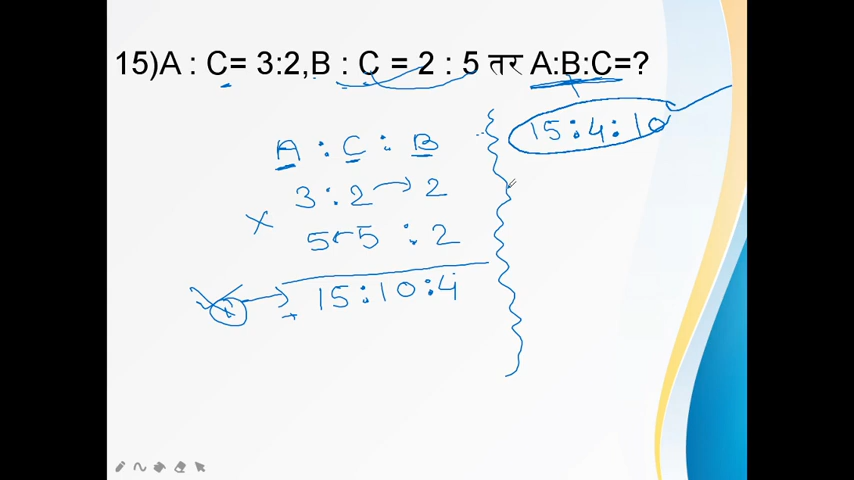 15)A : C= 3:2,B : C = 2 : 5 तर A:B:C=?
15:4:10
A : C : B
3:2 2
×
5 5 : 2
15:10:4